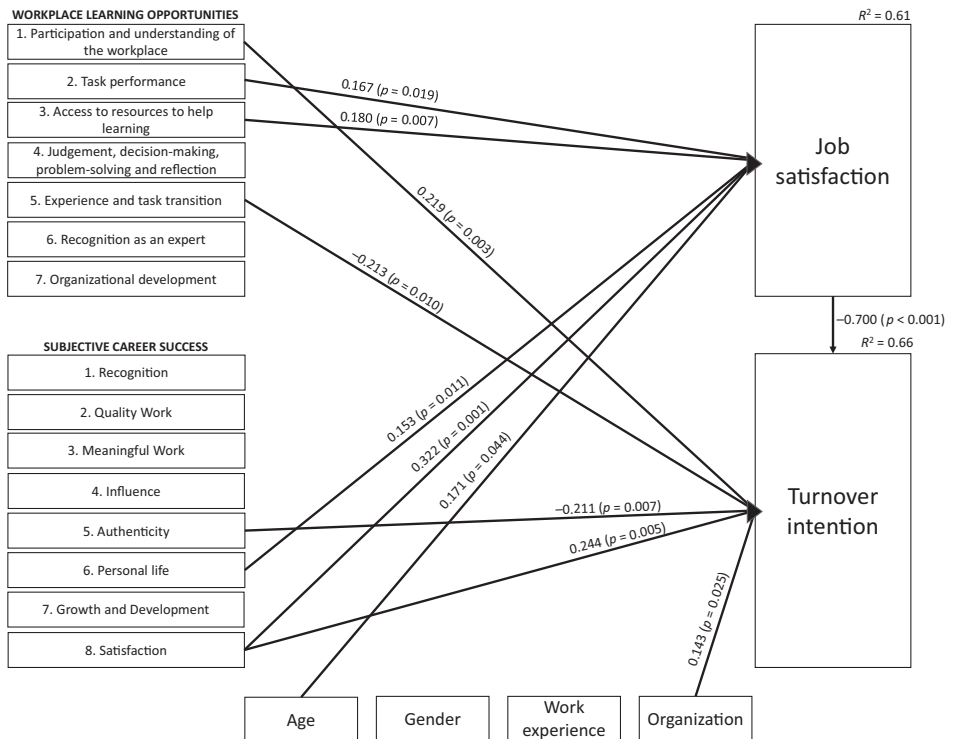 WORKPLACE LEARNING OPPORTUNITIES
1. Participation and understanding of
the workplace
2. Task performance
3. Access to resources to help
learning
4. Judgement, decision-making,
problem-solving and reflection
5. Experience and task transition
6. Recognition as an expert
7. Organizational development
SUBJECTIVE CAREER SUCCESS
1. Recognition
2. Quality Work
3. Meaningful Work
4. Influence
5. Authenticity
6. Personal life
7. Growth and Development
8. Satisfaction
0.167 (p = 0.019)
0.180 (p = 0.007)
0.219 (p = 0.003)
–0.213 (p = 0.010)
0.153 (p = 0.011)
0.322 (p = 0.001)
0.171 (p = 0.044)
–0.211 (p = 0.007)
0.244 (p = 0.005)
0.143 (p = 0.025)
R² = 0.61
Job
satisfaction
–0.700 (p < 0.001)
R² = 0.66
Turnover
intention
Age
Gender
Work
experience
Organization